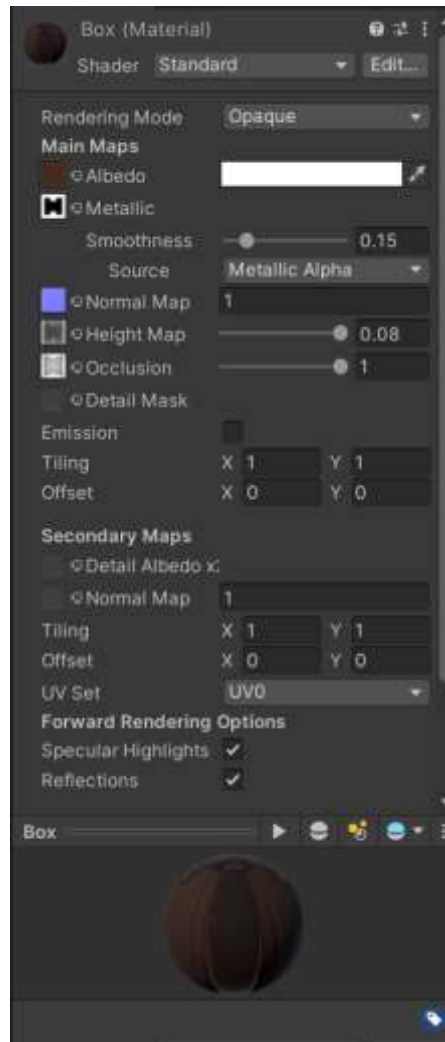 Box (Material)
Shader Standard Edit...
Rendering Mode Opaque
Main Maps
Albedo
Metallic
Smoothness 0.15
Source Metallic Alpha
Normal Map 1
Height Map 0.08
Occlusion 1
Detail Mask
Emission
Tiling X 1 Y 1
Offset X 0 Y 0
Secondary Maps
Detail Albedo x2
Normal Map 1
Tiling X 1 Y 1
Offset X 0 Y 0
UV Set UV0
Forward Rendering Options
Specular Highlights
Reflections
Box